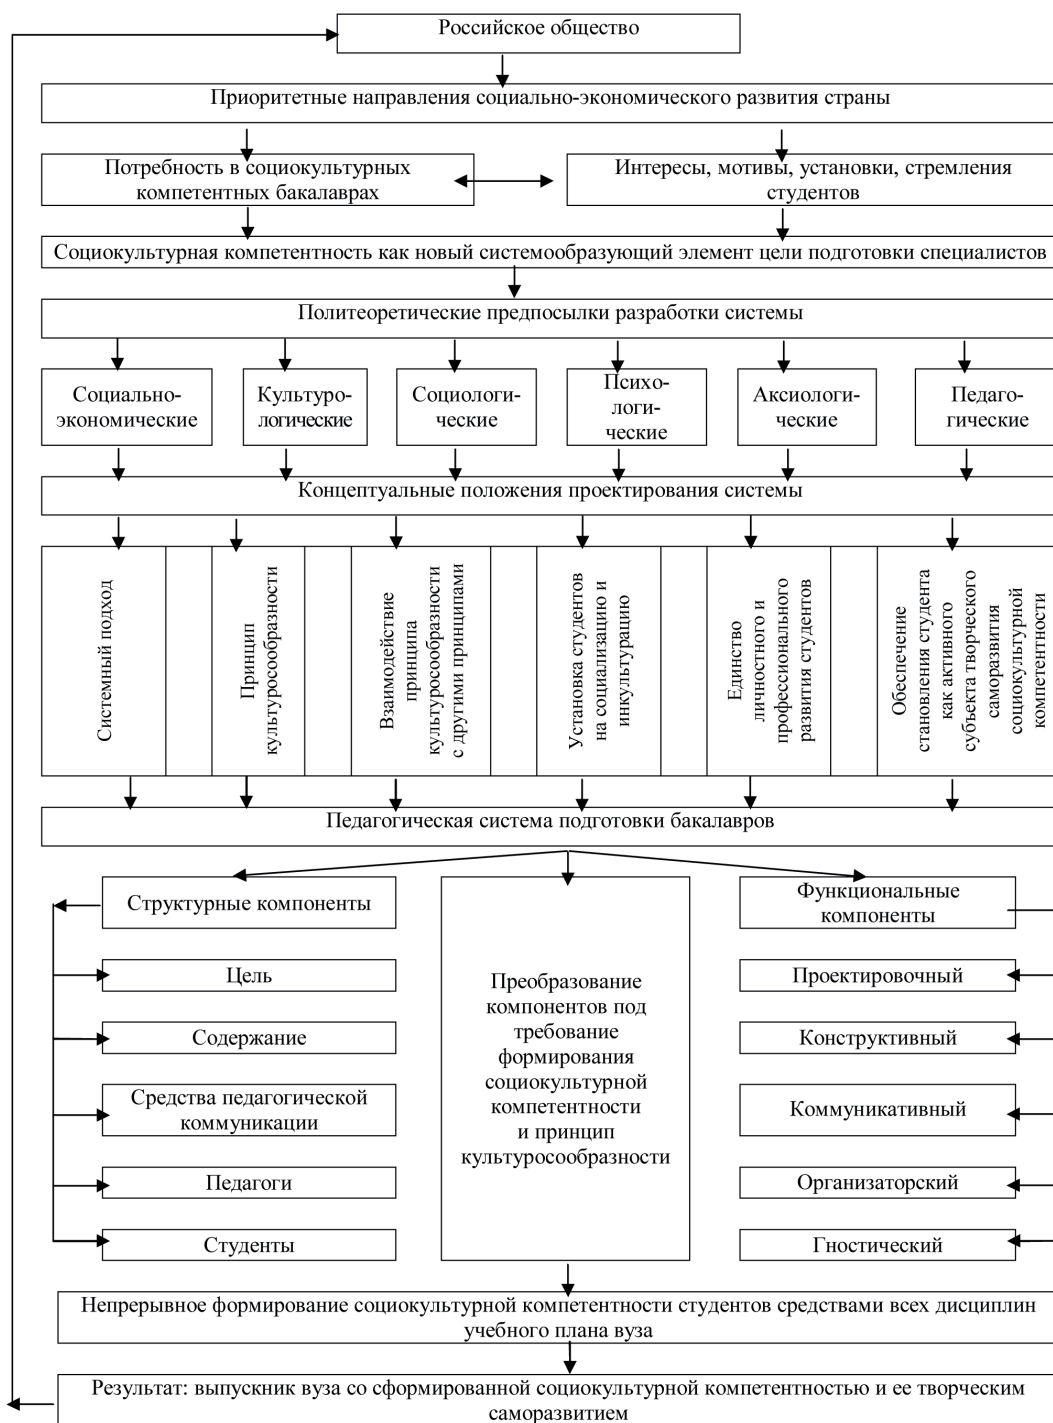 Российское общество
Приоритетные направления социально-экономического развития страны
Потребность в социокультурных
компетентных бакалаврах
Интересы, мотивы, установки, стремления
студентов
Социокультурная компетентность как новый системообразующий элемент цели подготовки специалистов
Политеоретические предпосылки разработки системы
Социально-
экономические
Культуро-
логические
Социологи-
ческие
Психо-
логи-
ческие
Аксиологи-
ческие
Педаго-
гические
Концептуальные положения проектирования системы
Системный подход
Принцип
культуросообразности
Взаимодействие
принципа
культуросообразности
с другими принципами
Установка студентов
на социализацию и
инкультурацию
Единство
личностного и
профессионального
развития студентов
Обеспечение
становления студента
как активного
субъекта творческого
саморазвития
социокультурной
компетентности
Педагогическая система подготовки бакалавров
Структурные компоненты
Цель
Содержание
Средства педагогической
коммуникации
Педагоги
Студенты
Преобразование
компонентов под
требование
формирования
социокультурной
компетентности
и принцип
культуросообразности
Функциональные
компоненты
Проектировочный
Конструктивный
Коммуникативный
Организаторский
Гностический
Непрерывное формирование социокультурной компетентности студентов средствами всех дисциплин
учебного плана вуза
Результат: выпускник вуза со сформированной социокультурной компетентностью и ее творческим
саморазвитием